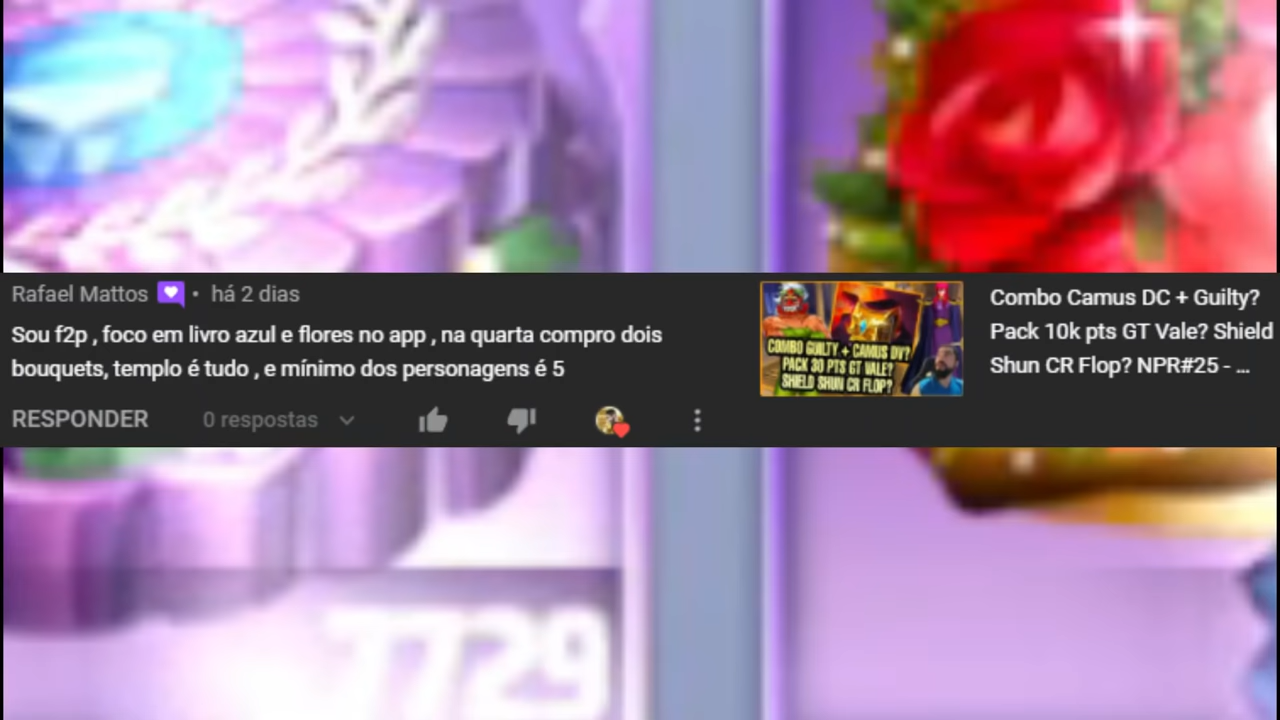 Rafael Mattos • há 2 dias
Sou f2p , foco em livro azul e flores no app , na quarta compro dois
bouquets, templo é tudo , e mínimo dos personagens é 5
RESPONDER 0 respostas
COMBO GUILTY + CAMUS DV?
PACK 30 PTS GT VALE?
SHIELD SHUN CR FLOP?
Combo Camus DC + Guilty?
Pack 10k pts GT Vale? Shield
Shun CR Flop? NPR#25 - ...
7729